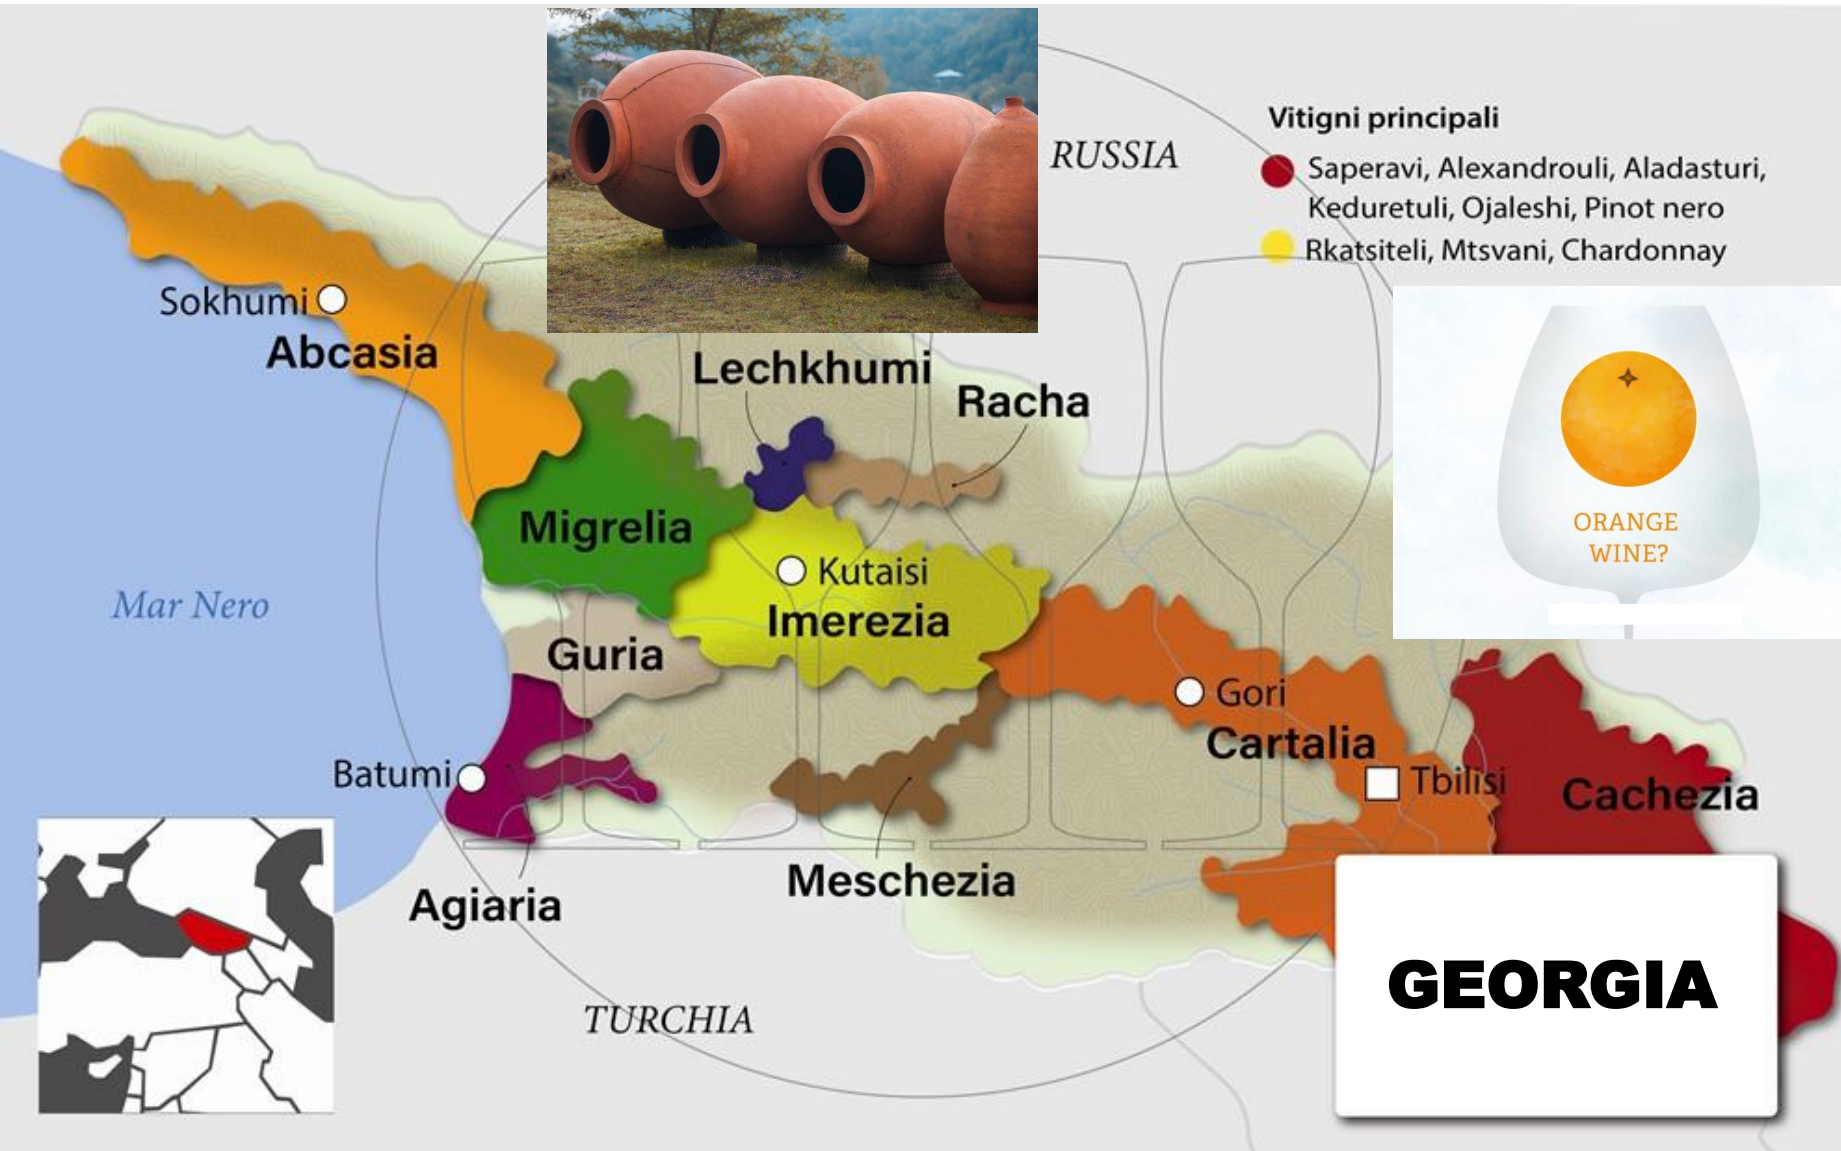 RUSSIA
Vitigni principali
Saperavi, Alexandrouli, Aladasturi,
Keduretuli, Ojaleshi, Pinot nero
Rkatsiteli, Mtsvani, Chardonnay
Sokhumi
Abcasia
Lechkhumi
Racha
ORANGE
WINE?
Migrelia
Kutaisi
Imerezia
Mar Nero
Guria
Gori
Cartalia
Batumi
Tbilisi
Cachezia
Meschezia
Agiaria
GEORGIA
TURCHIA